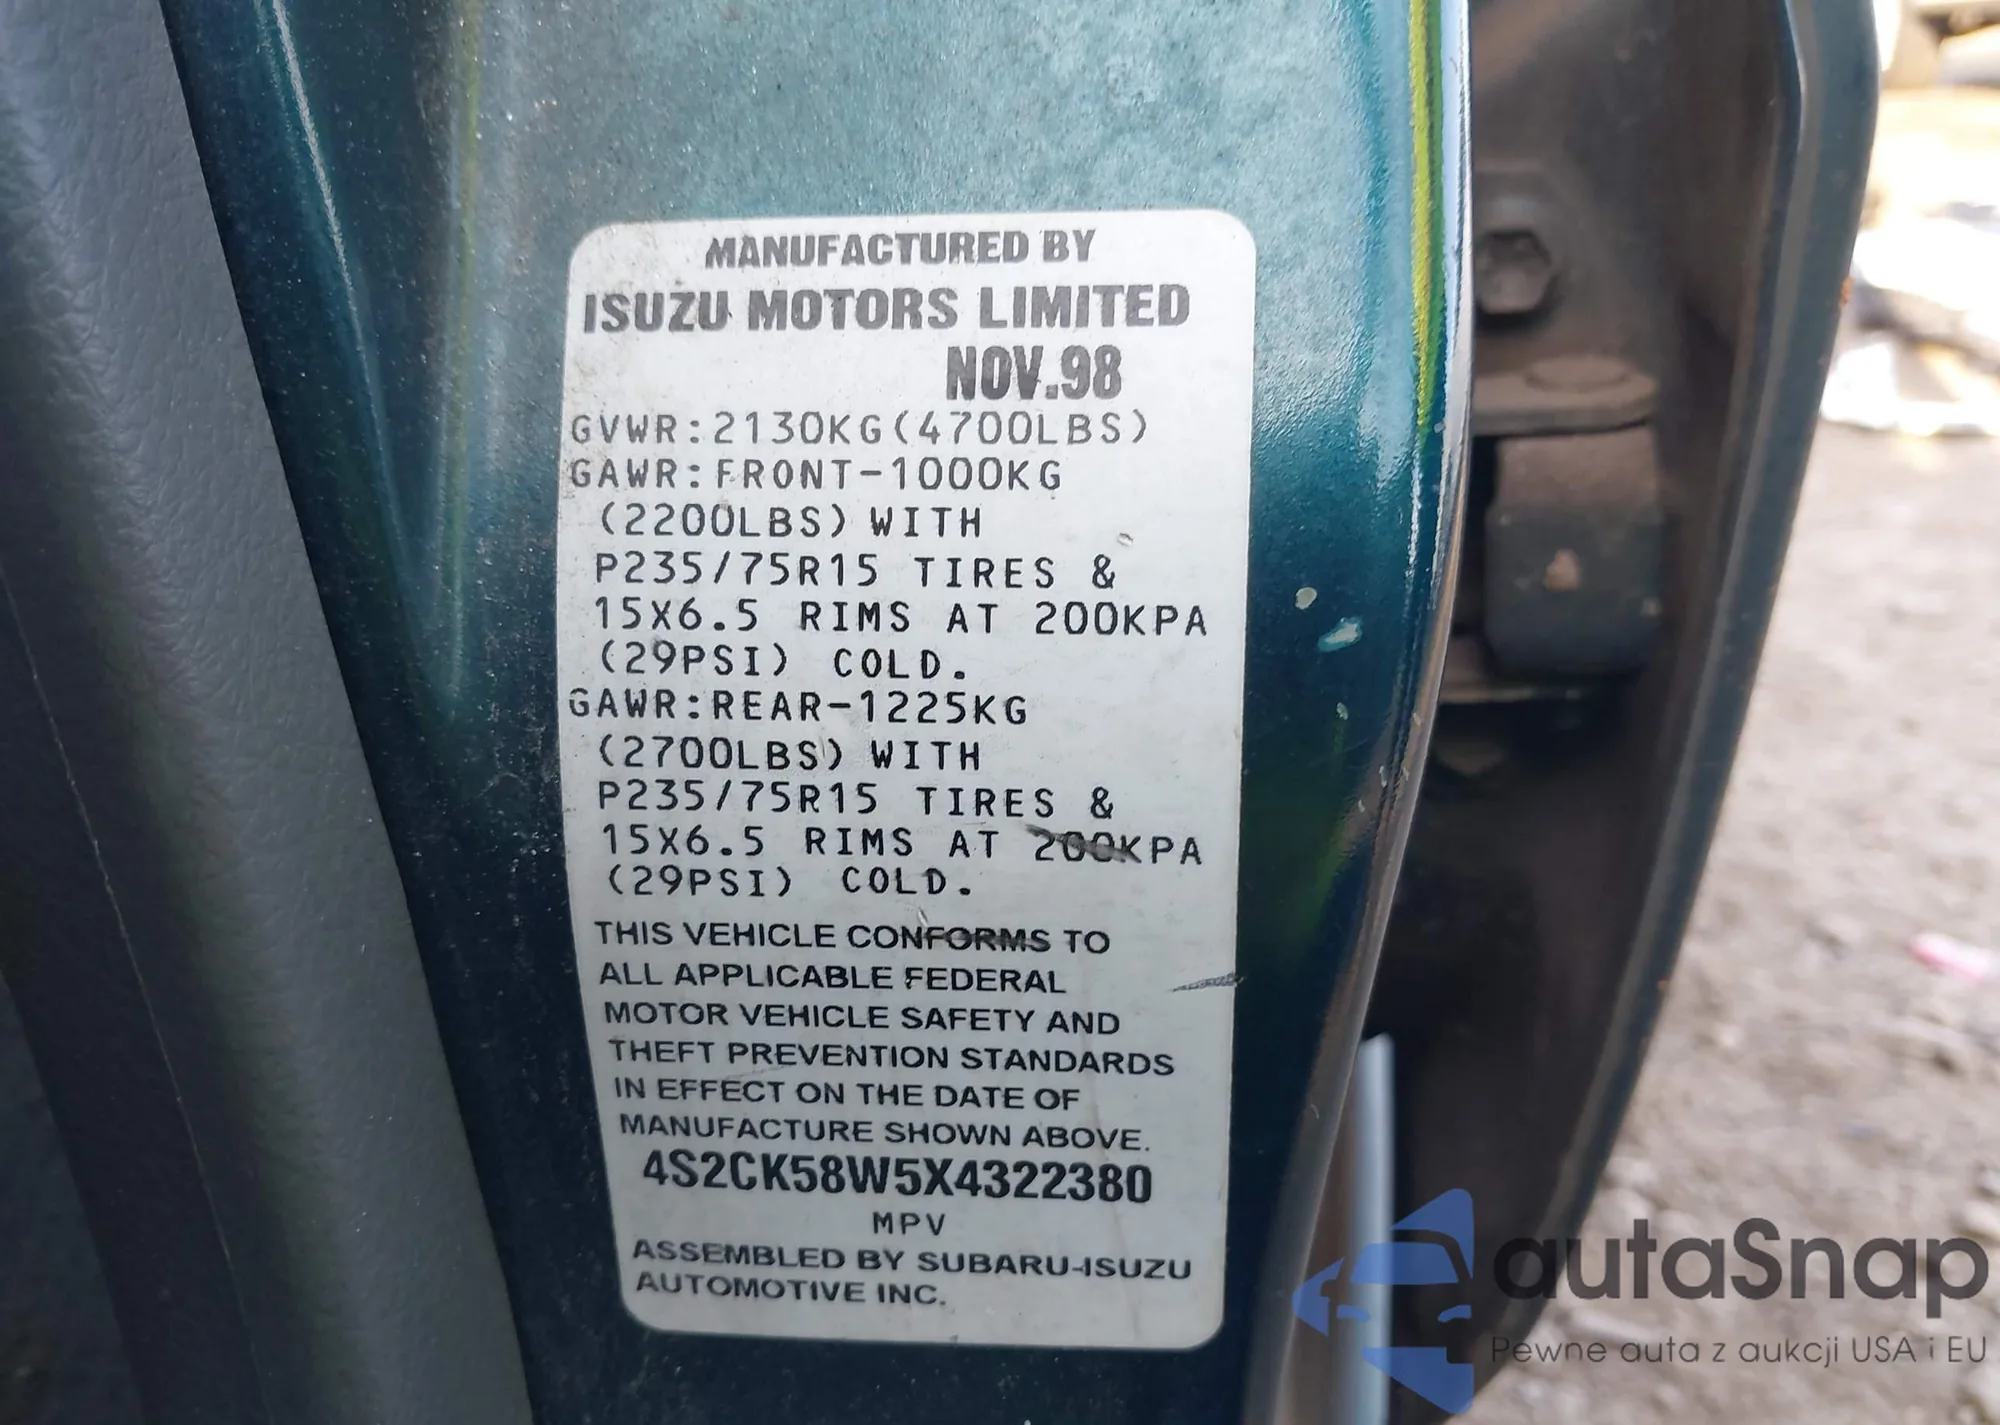 MANUFACTURED BY
ISUZU MOTORS LIMITED
NOV.98
GVWR:2130KG(4700LBS)
GAWR:FRONT-1000KG
(2200LBS) WITH
P235/75R15 TIRES &
15X6.5 RIMS AT 200KPA
(29PSI) COLD.
GAWR:REAR-1225KG
(2700LBS) WITH
P235/75R15 TIRES &
15X6.5 RIMS AT 200KPA
(29PSI) COLD.
THIS VEHICLE CONFORMS TO
ALL APPLICABLE FEDERAL
MOTOR VEHICLE SAFETY AND
THEFT PREVENTION STANDARDS
IN EFFECT ON THE DATE OF
MANUFACTURE SHOWN ABOVE.
4S2CK58W5X4322380
MPV
ASSEMBLED BY SUBARU-ISUZU
AUTOMOTIVE INC.
autaSnap
Pewne auta z aukcji USA i EU